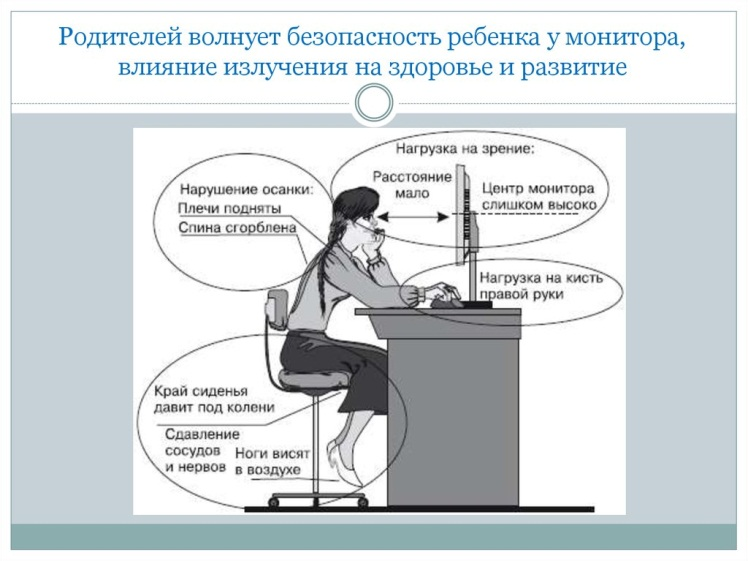 Родителей волнует безопасность ребенка у монитора,
влияние излучения на здоровье и развитие
Нагрузка на зрение:
Расстояние
мало
Центр монитора
слишком высоко
Нарушение осанки:
Плечи подняты
Спина сгорблена
Нагрузка на кисть
правой руки
Край сиденья
давит под колени
Сдавление
сосудов
и нервов
Ноги висят
в воздухе